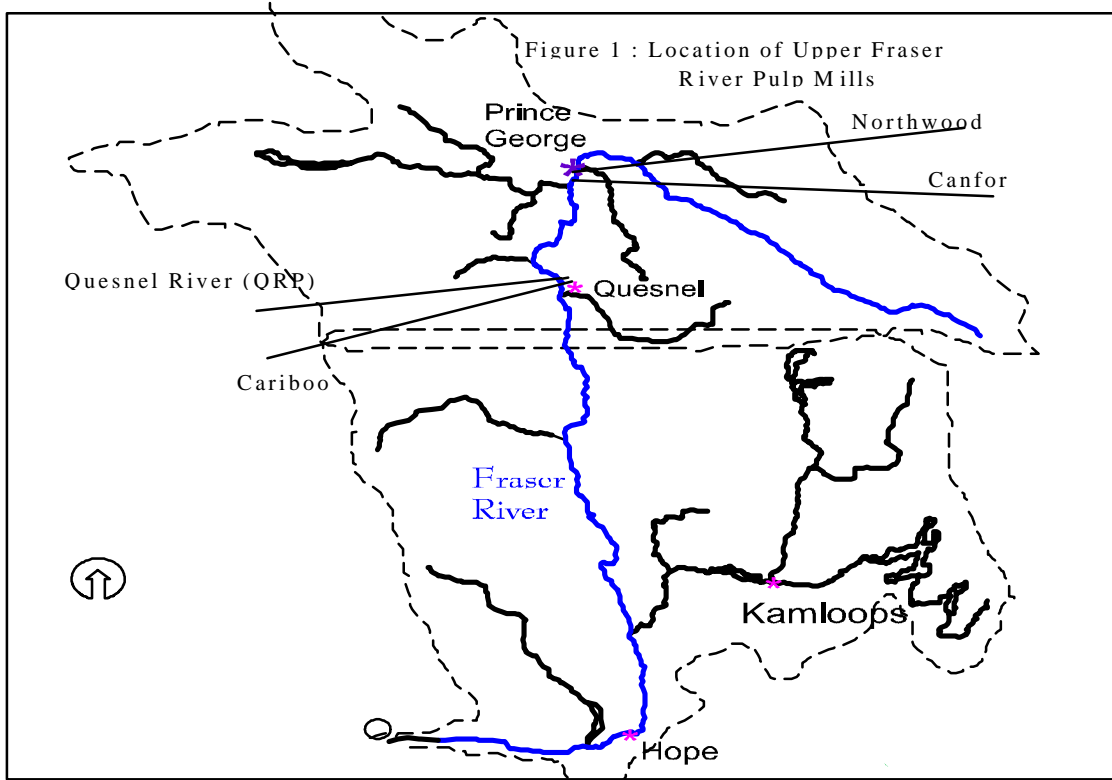 Figure 1 : Location of Upper Fraser
River Pulp Mills
Prince
George
Northwood
Canfor
Quesnel River (QRP)
Quesnel
Cariboo
Fraser
River
Kamloops
Hope